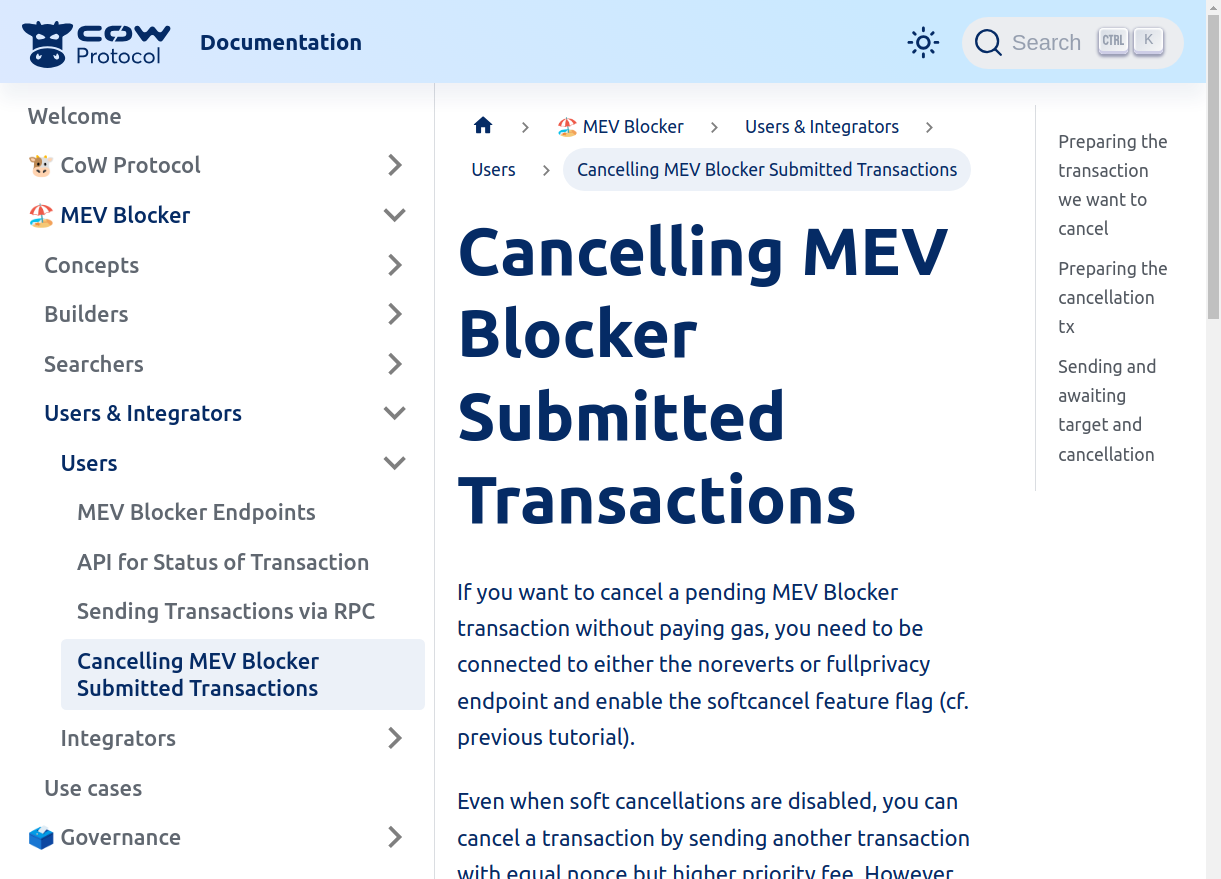 COW
Protocol
Documentation
Search
CTRL
K
Welcome
CoW Protocol
MEV Blocker
Concepts
Builders
Searchers
Users & Integrators
Users
MEV Blocker Endpoints
API for Status of Transaction
Sending Transactions via RPC
Cancelling MEV Blocker
Submitted Transactions
Integrators
Use cases
Governance
MEV Blocker
Users & Integrators
Users
Cancelling MEV Blocker Submitted Transactions
Cancelling MEV
Blocker
Submitted
Transactions
If you want to cancel a pending MEV Blocker
transaction without paying gas, you need to be
connected to either the noreverts or fullprivacy
endpoint and enable the softcancel feature flag (cf.
previous tutorial).
Even when soft cancellations are disabled, you can
cancel a transaction by sending another transaction
with equal nonce but higher priority fee. However,
Preparing the
transaction
we want to
cancel
Preparing the
cancellation
tx
Sending and
awaiting
target and
cancellation